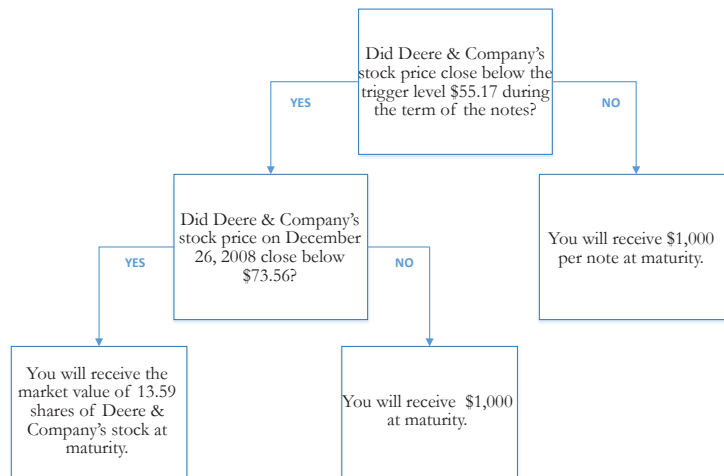 Did Deere & Company's
stock price close below the
trigger level $55.17 during
the term of the notes?
YES
NO
Did Deere & Company's
stock price on December
26, 2008 close below
$73.56?
You will receive $1,000
per note at maturity.
YES
NO
You will receive the
market value of 13.59
shares of Deere &
Company's stock at
maturity.
You will receive  $1,000
at maturity.